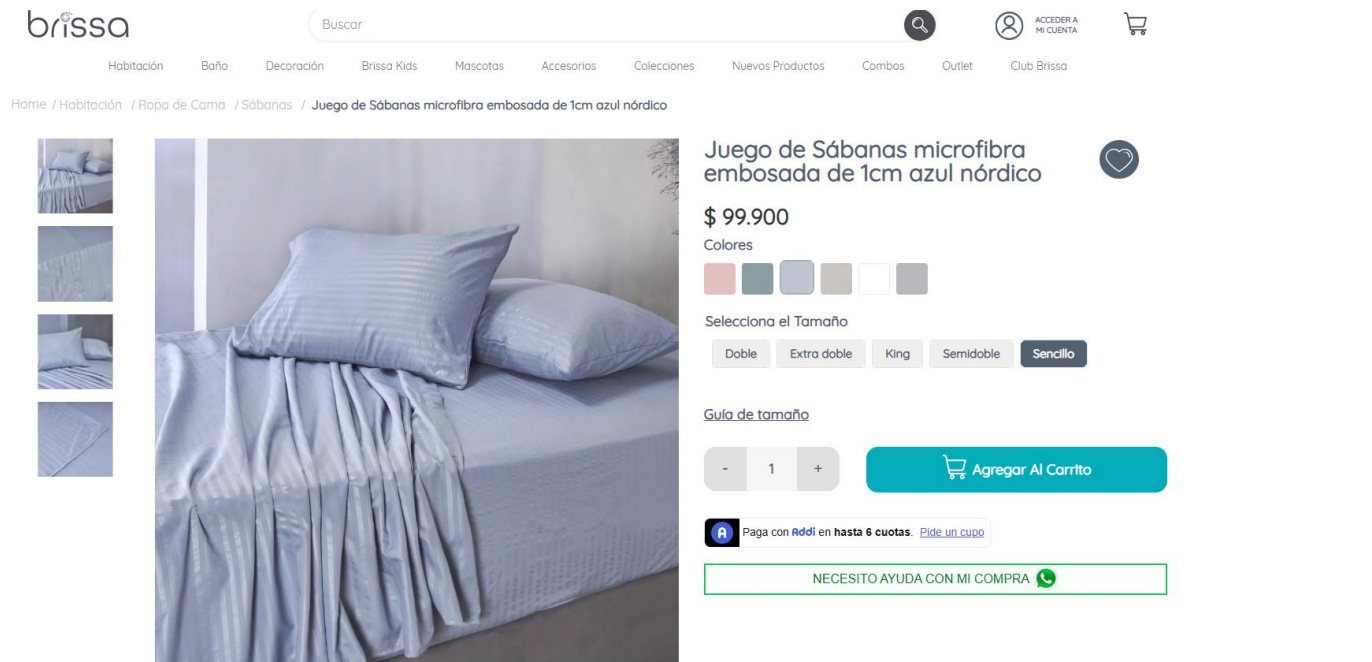 brissa
Buscar
ACCEDER A
MI CUENTA
Habitación Baño Decoración Brissa Kids Mascotas Accesorios Colecciones Nuevos Productos Combos Outlet Club Brissa
Home / Habitación / Ropa de Cama / Sábanas / Juego de Sábanas microfibra embosada de 1cm azul nórdico
Juego de Sábanas microfibra
embosada de 1cm azul nórdico
$ 99.900
Colores
Selecciona el Tamaño
Doble Extra doble King Semidoble Sencillo
Guía de tamaño
- 1 +
Agregar Al Carrito
A Paga con Addi en hasta 6 cuotas. Pide un cupo
NECESITO AYUDA CON MI COMPRA